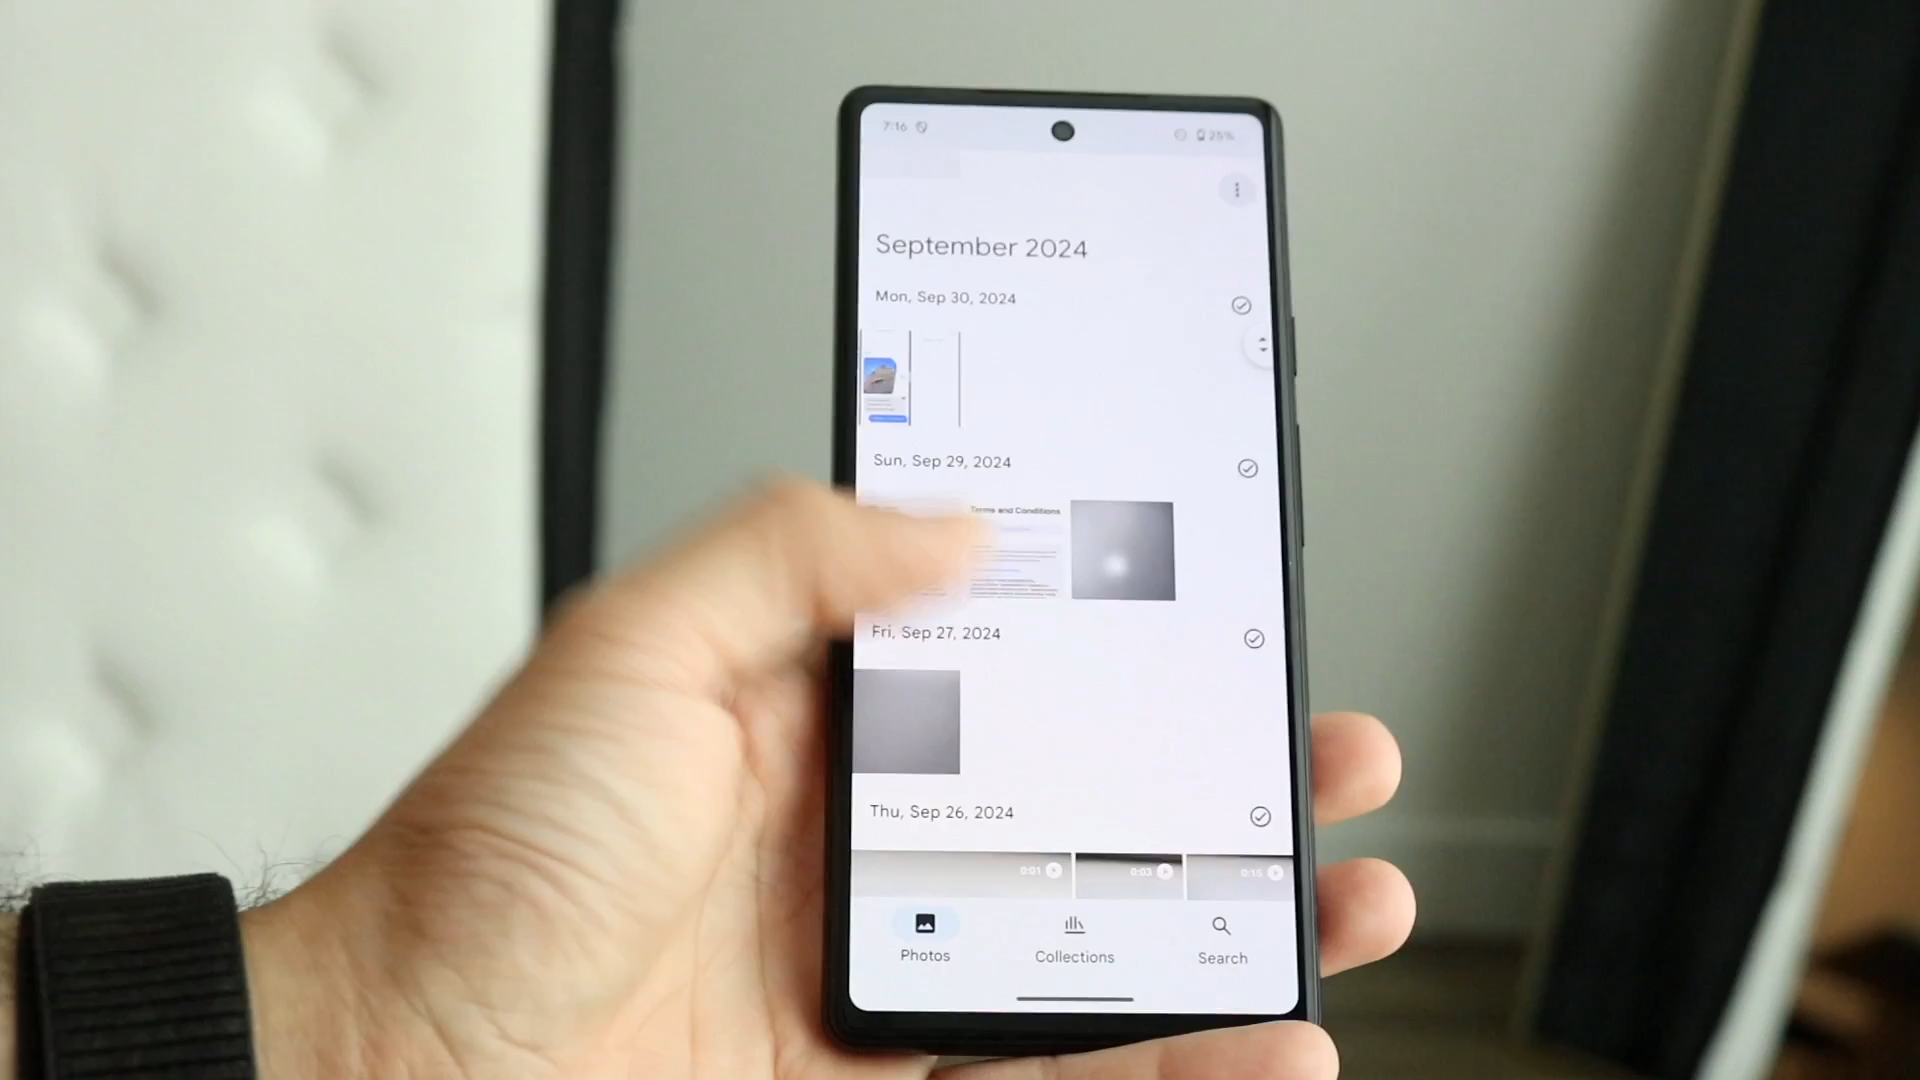 7:16
25%
September 2024
Mon, Sep 30, 2024
Sun, Sep 29, 2024
Terms and Conditions
Fri, Sep 27, 2024
Thu, Sep 26, 2024
0:01
0:03
0:15
Photos
Collections
Search